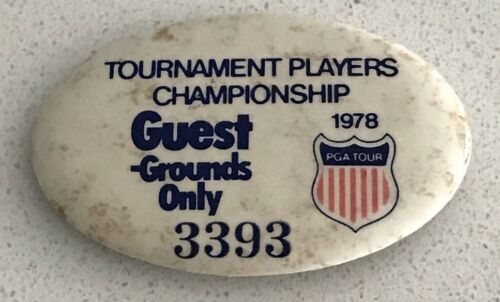 TOURNAMENT PLAYERS
CHAMPIONSHIP
Guest
-Grounds
Only
3393
1978
PGA TOUR